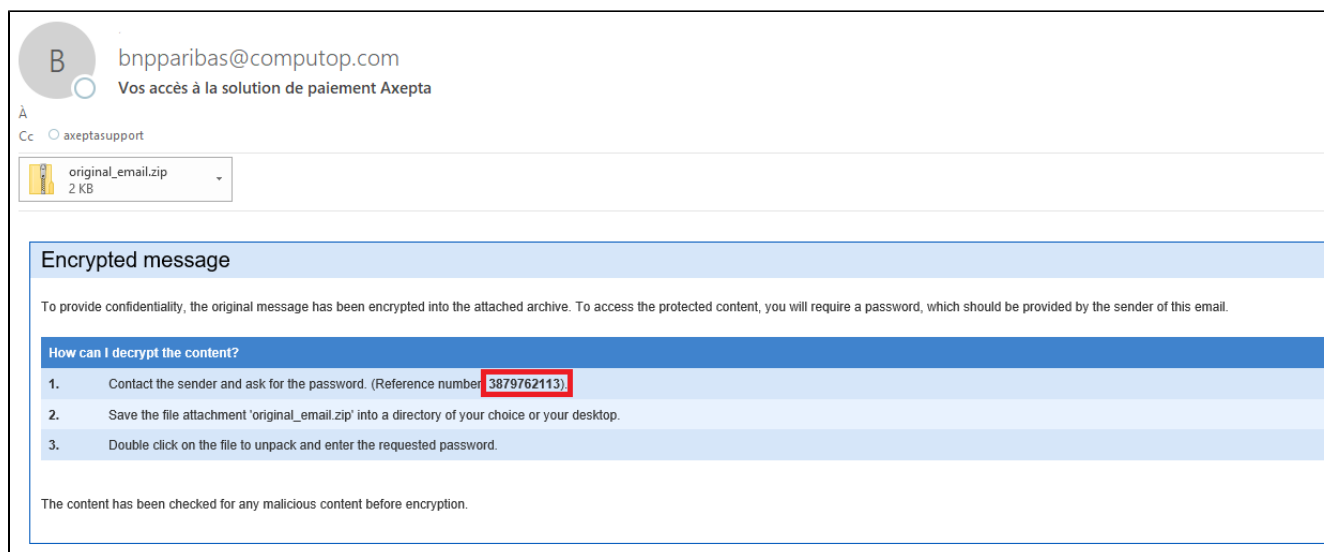 B
bnpparibas@computop.com
Vos accès à la solution de paiement Axepta
À
Cc axeptasupport
original_email.zip
2 KB
Encrypted message
To provide confidentiality, the original message has been encrypted into the attached archive. To access the protected content, you will require a password, which should be provided by the sender of this email.
How can I decrypt the content?
1. Contact the sender and ask for the password. (Reference number 3879762113).
2. Save the file attachment 'original_email.zip' into a directory of your choice or your desktop.
3. Double click on the file to unpack and enter the requested password.
The content has been checked for any malicious content before encryption.